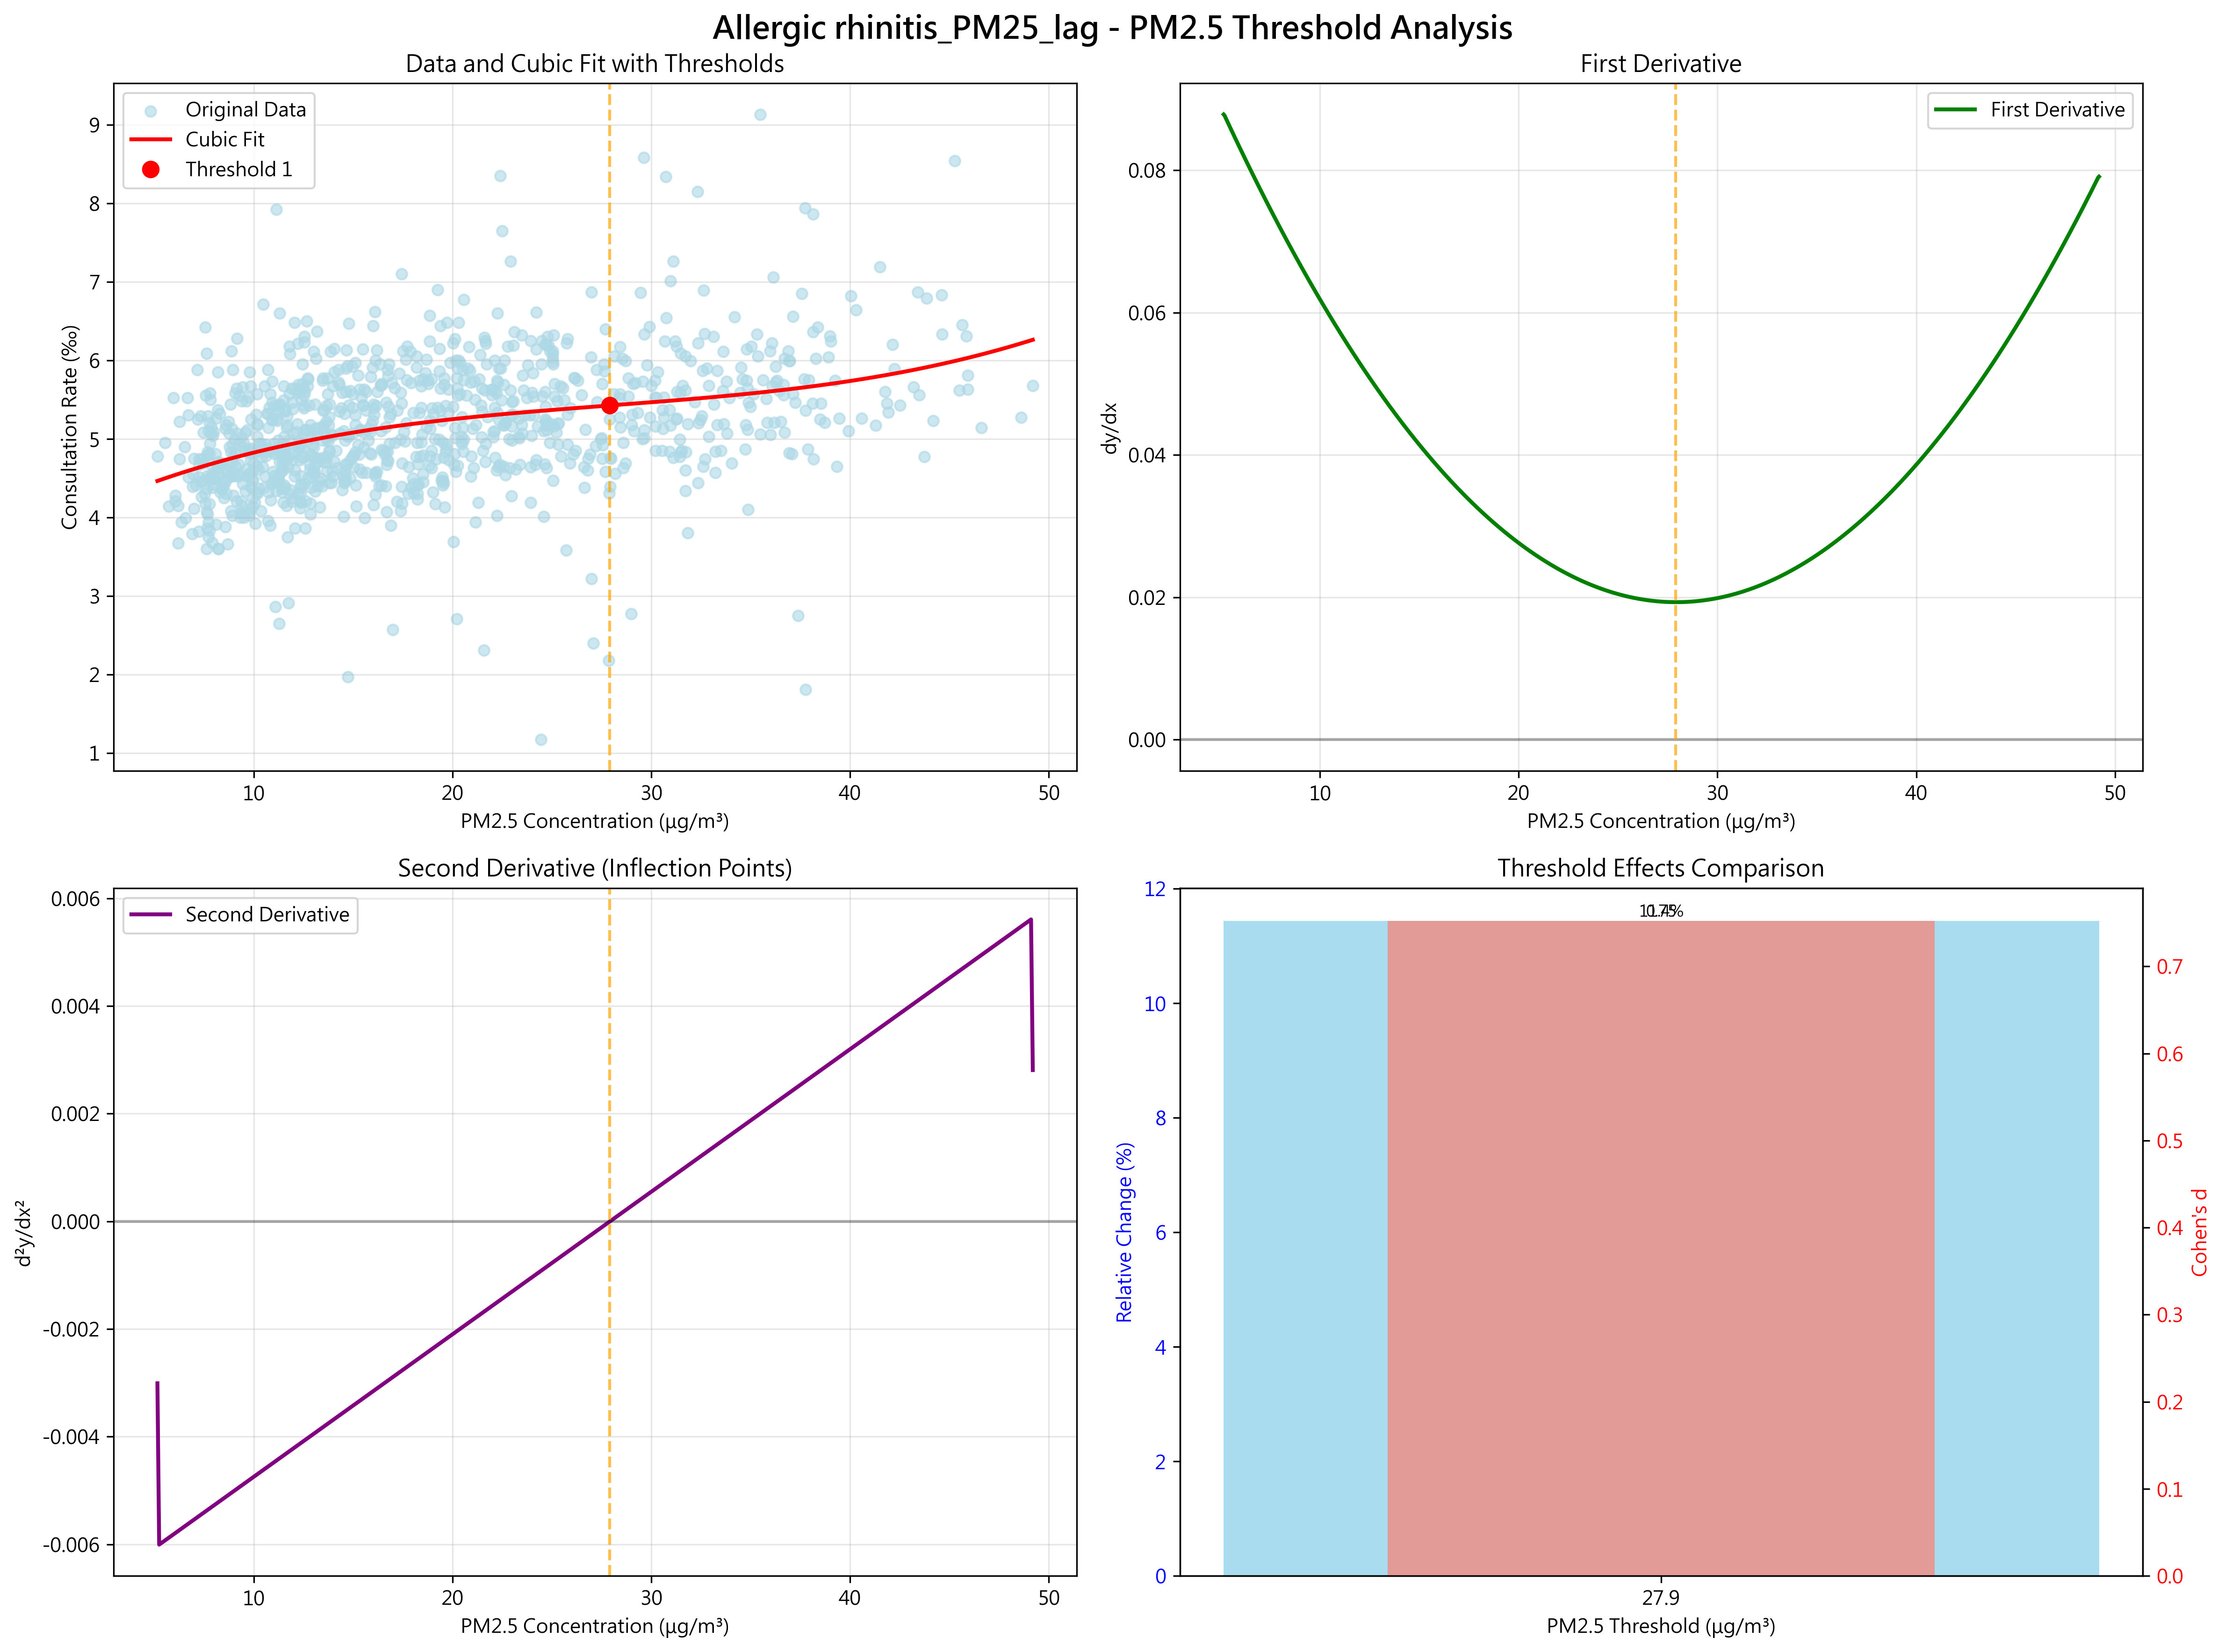 Allergic rhinitis_PM25_lag - PM2.5 Threshold Analysis
Data and Cubic Fit with Thresholds
Original Data
Cubic Fit
Threshold 1
9
8
7
6
5
4
3
2
1
Consultation Rate (‰)
10 20 30 40 50
PM2.5 Concentration (μg/m³)
First Derivative
First Derivative
0.08
0.06
0.04
0.02
0.00
dy/dx
10 20 30 40 50
PM2.5 Concentration (μg/m³)
Second Derivative (Inflection Points)
Second Derivative
0.006
0.004
0.002
0.000
-0.002
-0.004
-0.006
d²y/dx²
10 20 30 40 50
PM2.5 Concentration (μg/m³)
Threshold Effects Comparison
12
10
8
6
4
2
0
Relative Change (%)
0.7
0.6
0.5
0.4
0.3
0.2
0.1
0.0
Cohen's d
27.9
PM2.5 Threshold (μg/m³)